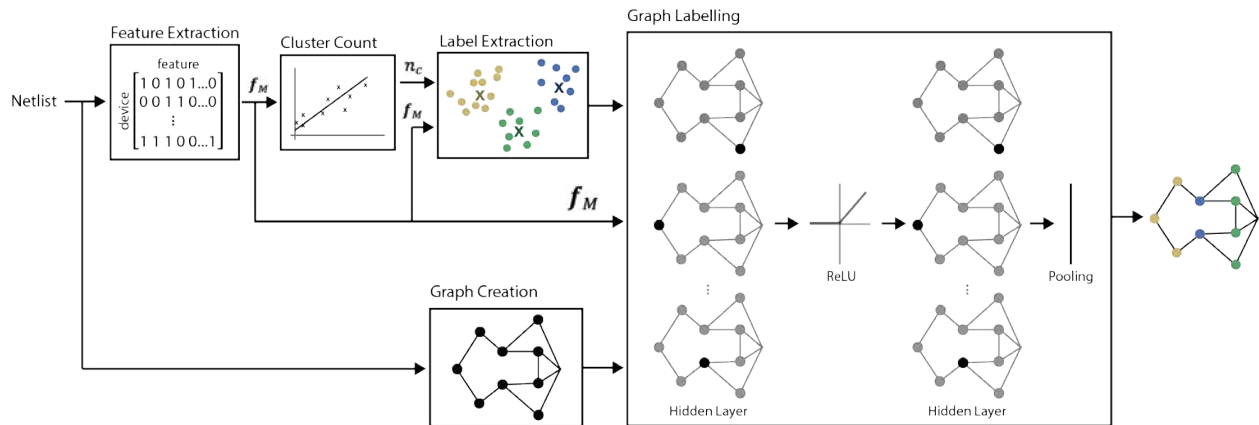 Graph Labelling
Feature Extraction
Cluster Count
Label Extraction
feature
device
1 0 1 0 1...0
0 0 1 1 0...0
⋮
1 1 1 0 0...1
Netlist
f_M
n_C
f_M
x x x x x x x x
X X X
f_M
ReLU
Pooling
⋮
⋮
Graph Creation
Hidden Layer
Hidden Layer